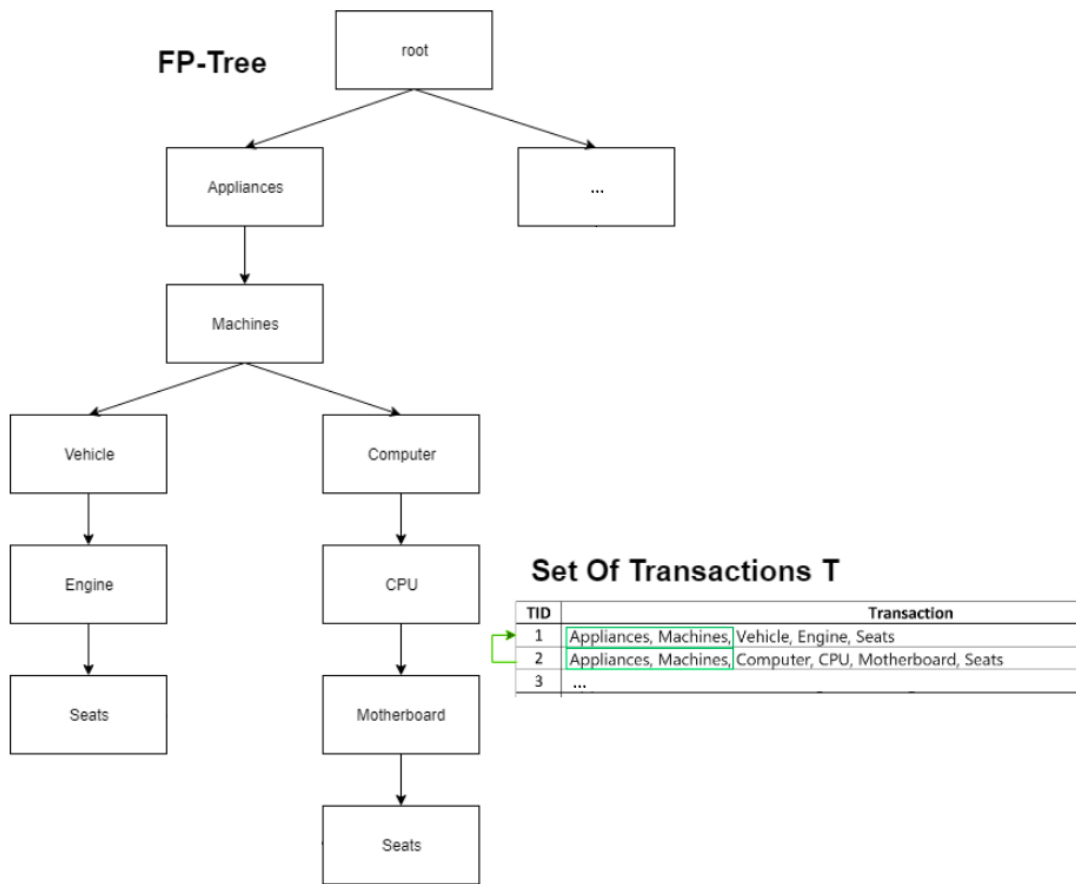 FP-Tree
root
Appliances
...
Machines
Vehicle
Computer
Engine
CPU
Seats
Motherboard
Seats
Set Of Transactions T
TID Transaction
1 Appliances, Machines, Vehicle, Engine, Seats
2 Appliances, Machines, Computer, CPU, Motherboard, Seats
3 ...